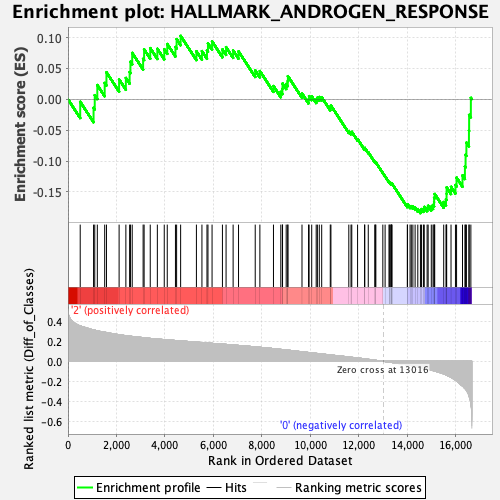 Enrichment plot: HALLMARK_ANDROGEN_RESPONSE
Enrichment score (ES)
0.10
0.05
0.00
-0.05
-0.10
-0.15
'2' (positively correlated)
Ranked list metric (Diff_of_Classes)
0.4
0.2
0.0
-0.2
-0.4
-0.6
Zero cross at 13016
'0' (negatively correlated)
0 2,000 4,000 6,000 8,000 10,000 12,000 14,000 16,000
Rank in Ordered Dataset
Enrichment profile Hits Ranking metric scores